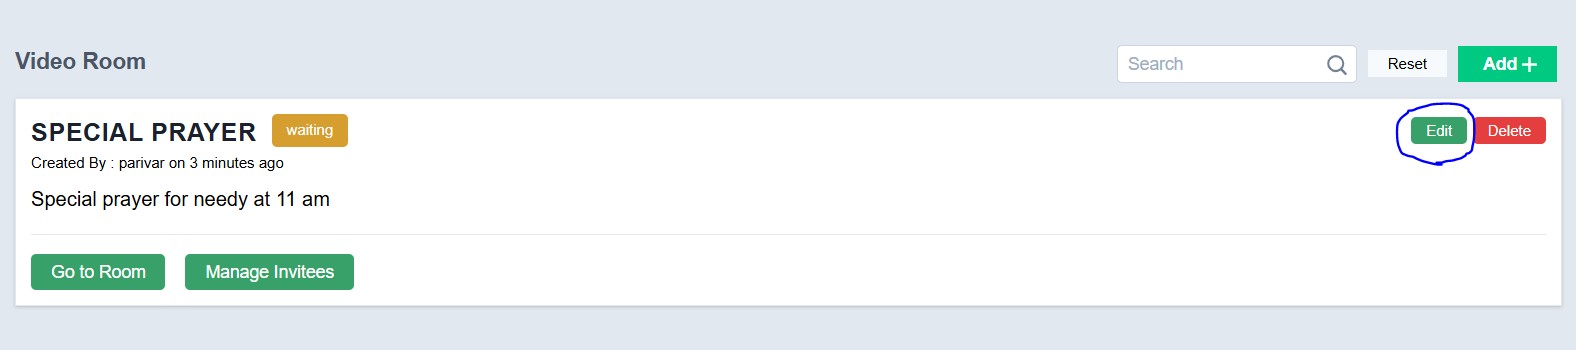 Video Room
Search
Reset
Add +
SPECIAL PRAYER
waiting
Edit
Delete
Created By : parivar on 3 minutes ago
Special prayer for needy at 11 am
Go to Room
Manage Invitees